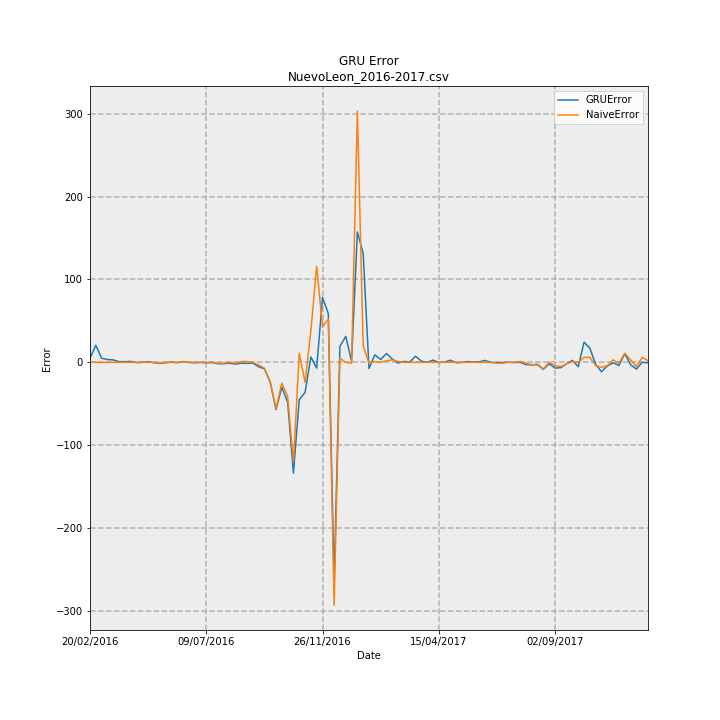 GRU Error
NuevoLeon_2016-2017.csv
GRUError
NaiveError
300
200
100
0
−100
−200
−300
Error
20/02/2016
09/07/2016
26/11/2016
15/04/2017
02/09/2017
Date